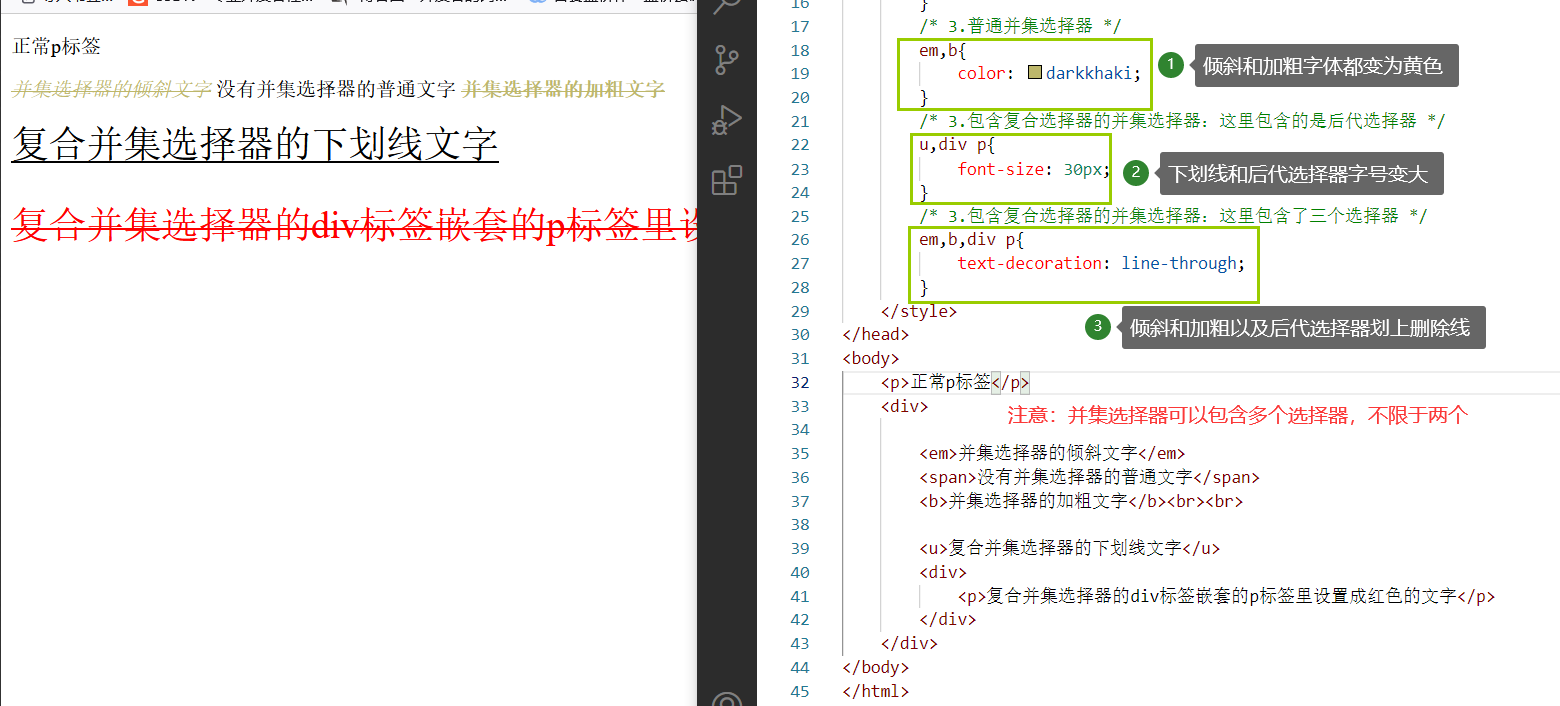 正常p标签
并集选择器的倾斜文字 没有并集选择器的普通文字 并集选择器的加粗文字
复合并集选择器的下划线文字
复合并集选择器的div标签嵌套的p标签里设
16 }
17 /* 3.普通并集选择器 */
18 em,b{
19 color: darkkhaki;
20 }
1 倾斜和加粗字体都变为黄色
21 /* 3.包含复合选择器的并集选择器：这里包含的是后代选择器 */
22 u,div p{
23 font-size: 30px;
24 }
2 下划线和后代选择器字号变大
25 /* 3.包含复合选择器的并集选择器：这里包含了三个选择器 */
26 em,b,div p{
27 text-decoration: line-through;
28 }
29 </style>
3 倾斜和加粗以及后代选择器划上删除线
30 </head>
31 <body>
32 <p>正常p标签</p>
33 <div>
注意：并集选择器可以包含多个选择器，不限于两个
34
35 <em>并集选择器的倾斜文字</em>
36 <span>没有并集选择器的普通文字</span>
37 <b>并集选择器的加粗文字</b><br><br>
38
39 <u>复合并集选择器的下划线文字</u>
40 <div>
41 <p>复合并集选择器的div标签嵌套的p标签里设置成红色的文字</p>
42 </div>
43 </div>
44 </body>
45 </html>